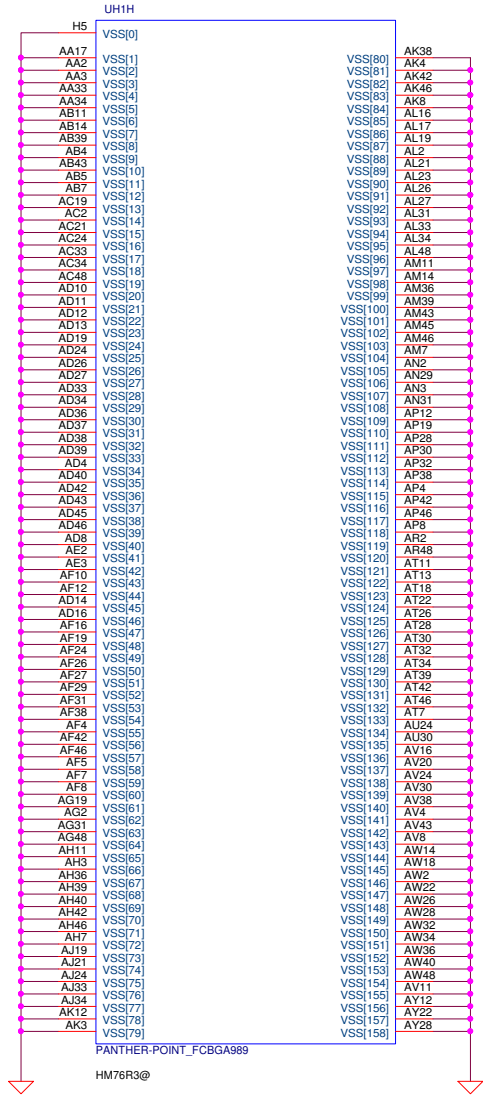 UH1H
H5 VSS[0]
AA17 VSS[1] VSS[80] AK38
AA2 VSS[2] VSS[81] AK4
AA3 VSS[3] VSS[82] AK42
AA33 VSS[4] VSS[83] AK46
AA34 VSS[5] VSS[84] AK8
AB11 VSS[6] VSS[85] AL16
AB14 VSS[7] VSS[86] AL17
AB39 VSS[8] VSS[87] AL19
AB4 VSS[9] VSS[88] AL2
AB43 VSS[10] VSS[89] AL21
AB5 VSS[11] VSS[90] AL23
AB7 VSS[12] VSS[91] AL26
AC19 VSS[13] VSS[92] AL27
AC2 VSS[14] VSS[93] AL31
AC21 VSS[15] VSS[94] AL33
AC24 VSS[16] VSS[95] AL34
AC33 VSS[17] VSS[96] AL48
AC34 VSS[18] VSS[97] AM11
AC48 VSS[19] VSS[98] AM14
AD10 VSS[20] VSS[99] AM36
AD11 VSS[21] VSS[100] AM39
AD12 VSS[22] VSS[101] AM43
AD13 VSS[23] VSS[102] AM45
AD19 VSS[24] VSS[103] AM46
AD24 VSS[25] VSS[104] AM7
AD26 VSS[26] VSS[105] AN2
AD27 VSS[27] VSS[106] AN29
AD33 VSS[28] VSS[107] AN3
AD34 VSS[29] VSS[108] AN31
AD36 VSS[30] VSS[109] AP12
AD37 VSS[31] VSS[110] AP19
AD38 VSS[32] VSS[111] AP28
AD39 VSS[33] VSS[112] AP30
AD4 VSS[34] VSS[113] AP32
AD40 VSS[35] VSS[114] AP38
AD42 VSS[36] VSS[115] AP4
AD43 VSS[37] VSS[116] AP42
AD45 VSS[38] VSS[117] AP46
AD46 VSS[39] VSS[118] AP8
AD8 VSS[40] VSS[119] AR2
AE2 VSS[41] VSS[120] AR48
AE3 VSS[42] VSS[121] AT11
AF10 VSS[43] VSS[122] AT13
AF12 VSS[44] VSS[123] AT18
AD14 VSS[45] VSS[124] AT22
AD16 VSS[46] VSS[125] AT26
AF16 VSS[47] VSS[126] AT28
AF19 VSS[48] VSS[127] AT30
AF24 VSS[49] VSS[128] AT32
AF26 VSS[50] VSS[129] AT34
AF27 VSS[51] VSS[130] AT39
AF29 VSS[52] VSS[131] AT42
AF31 VSS[53] VSS[132] AT46
AF38 VSS[54] VSS[133] AT7
AF4 VSS[55] VSS[134] AU24
AF42 VSS[56] VSS[135] AU30
AF46 VSS[57] VSS[136] AV16
AF5 VSS[58] VSS[137] AV20
AF7 VSS[59] VSS[138] AV24
AF8 VSS[60] VSS[139] AV30
AG19 VSS[61] VSS[140] AV38
AG2 VSS[62] VSS[141] AV4
AG31 VSS[63] VSS[142] AV43
AG48 VSS[64] VSS[143] AV8
AH11 VSS[65] VSS[144] AW14
AH3 VSS[66] VSS[145] AW18
AH36 VSS[67] VSS[146] AW2
AH39 VSS[68] VSS[147] AW22
AH40 VSS[69] VSS[148] AW26
AH42 VSS[70] VSS[149] AW28
AH46 VSS[71] VSS[150] AW32
AH7 VSS[72] VSS[151] AW34
AJ19 VSS[73] VSS[152] AW36
AJ21 VSS[74] VSS[153] AW40
AJ24 VSS[75] VSS[154] AW48
AJ33 VSS[76] VSS[155] AV11
AJ34 VSS[77] VSS[156] AY12
AK12 VSS[78] VSS[157] AY22
AK3 VSS[79] VSS[158] AY28
PANTHER-POINT_FCBGA989
HM76R3@